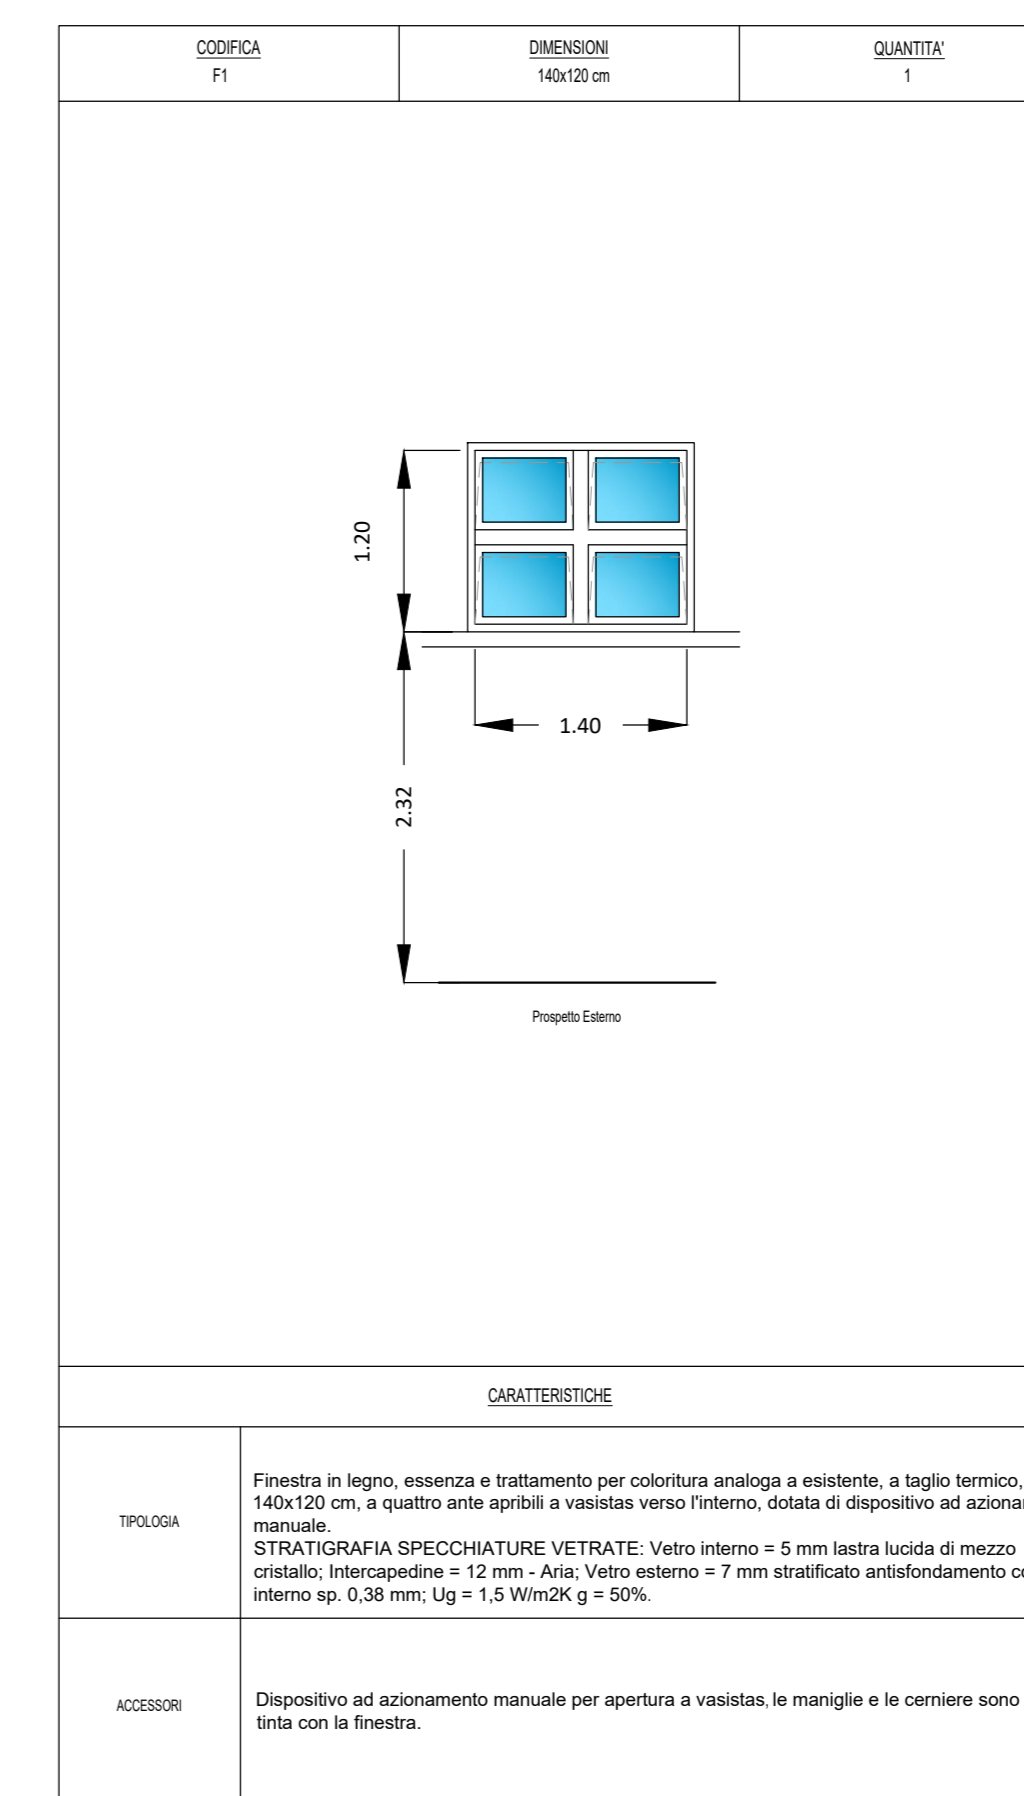 CODIFICA
F1
DIMENSIONI
140x120 cm
QUANTITA'
1
1.20
1.40
2.32
Prospetto Esterno
CARATTERISTICHE
TIPOLOGIA
Finestra in legno, essenza e trattamento per coloritura analoga a esistente, a taglio termico,
140x120 cm, a quattro ante apribili a vasistas verso l'interno, dotata di dispositivo ad
manuale.
STRATIGRAFIA SPECCHIATURE VETRATE: Vetro interno = 5 mm lastra lucida di mezzo
cristallo; Intercapedine = 12 mm - Aria; Vetro esterno = 7 mm stratificato antisfondamento
interno sp. 0,38 mm; Ug = 1,5 W/m2K g = 50%.
ACCESSORI
Dispositivo ad azionamento manuale per apertura a vasistas, le maniglie e le cerniere sono
tinta con la finestra.